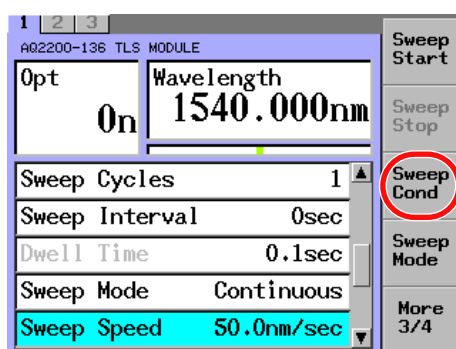 1 2 3
AQ2200-136 TLS MODULE
Opt
On
Wavelength
1540.000nm
Sweep Cycles 1
Sweep Interval 0sec
Dwell Time 0.1sec
Sweep Mode Continuous
Sweep Speed 50.0nm/sec
Sweep
Start
Sweep
Stop
Sweep
Cond
Sweep
Mode
More
3/4